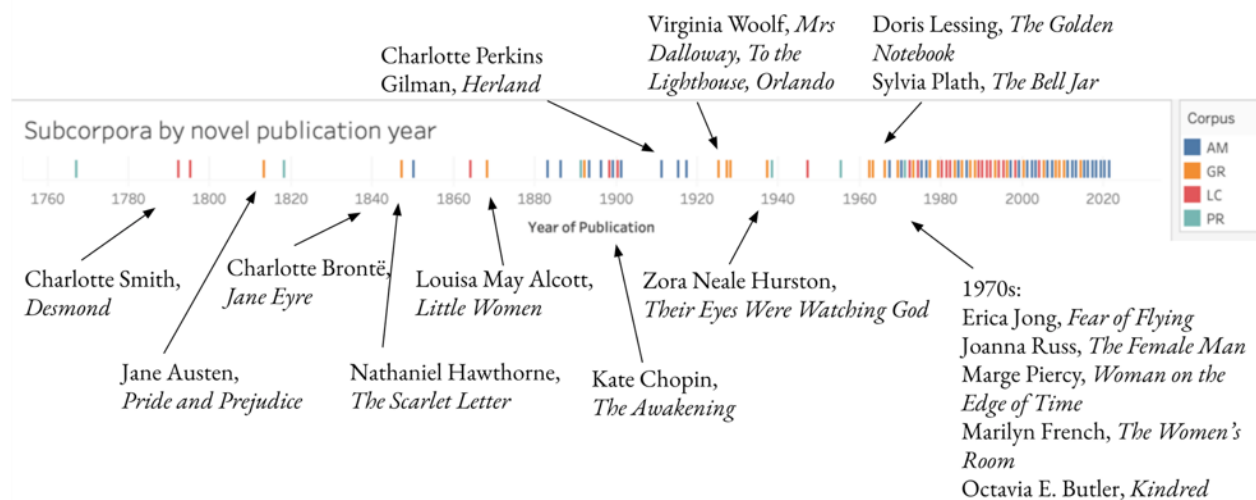 Charlotte Perkins
Gilman, Herland
Virginia Woolf, Mrs
Dalloway, To the
Lighthouse, Orlando
Doris Lessing, The Golden
Notebook
Sylvia Plath, The Bell Jar
Subcorpora by novel publication year
1760 1780 1800 1820 1840 1860 1880 1900 1920 1940 1960 1980 2000 2020
Year of Publication
Corpus
AM
GR
LC
PR
Charlotte Smith,
Desmond
Jane Austen,
Pride and Prejudice
Charlotte Brontë,
Jane Eyre
Nathaniel Hawthorne,
The Scarlet Letter
Louisa May Alcott,
Little Women
Kate Chopin,
The Awakening
Zora Neale Hurston,
Their Eyes Were Watching God
1970s:
Erica Jong, Fear of Flying
Joanna Russ, The Female Man
Marge Piercy, Woman on the
Edge of Time
Marilyn French, The Women's
Room
Octavia E. Butler, Kindred